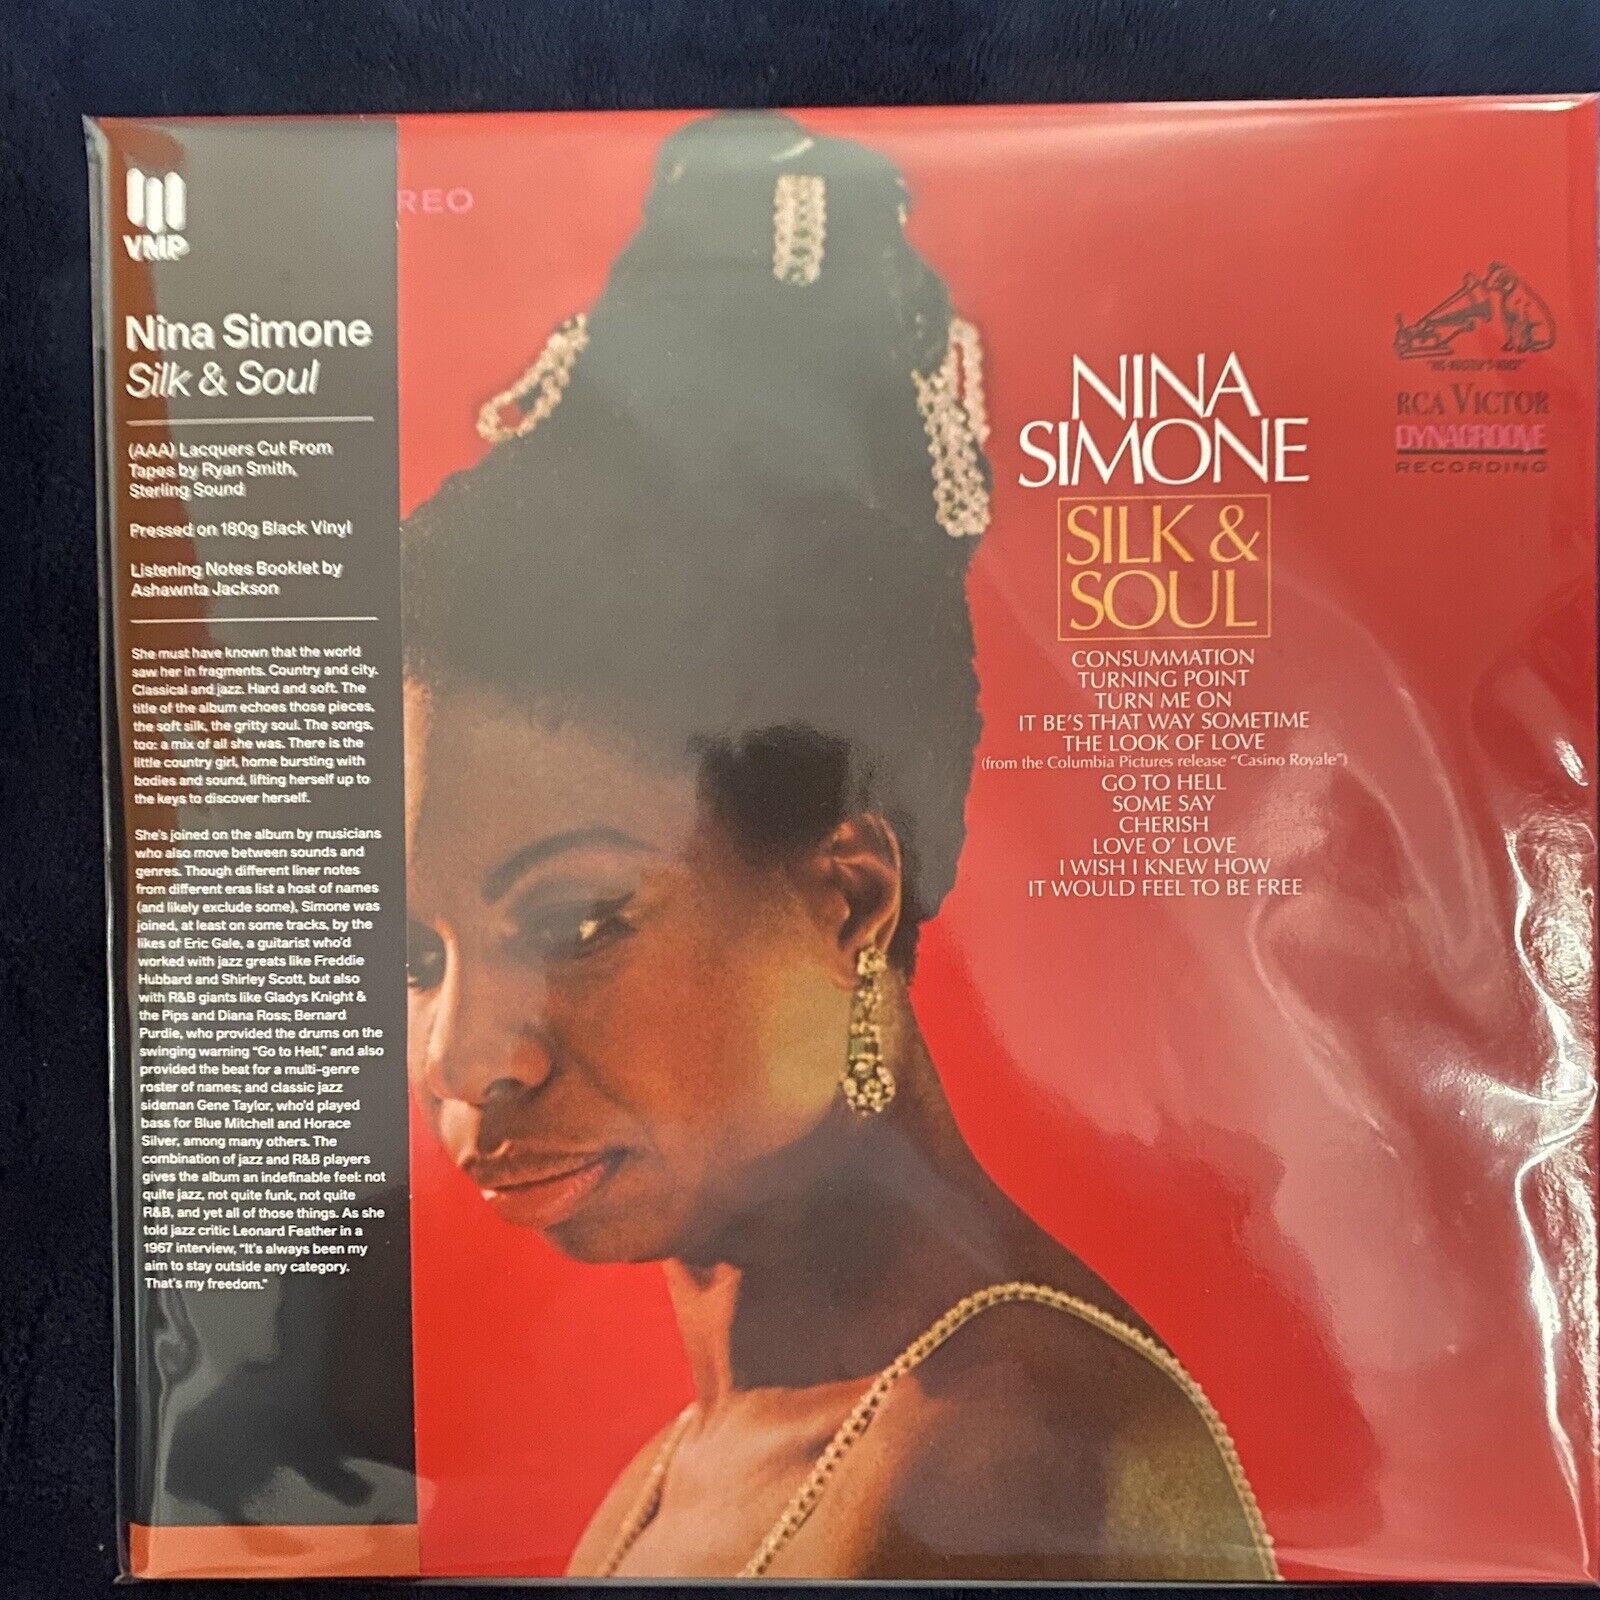 VMP
Nina Simone
Silk & Soul
(AAA) Lacquers Cut From
Tapes by Ryan Smith,
Sterling Sound
Pressed on 180g Black Vinyl
Listening Notes Booklet by
Ashawnta Jackson
She must have known that the world
saw her in fragments. Country and city.
Classical and jazz. Hard and soft. The
title of the album echoes those pieces,
the soft silk, the gritty soul. The songs,
too: a mix of all she was. There is the
little country girl, home bursting with
bodies and sound, lifting herself up to
the keys to discover herself.
She's joined on the album by musicians
who also move between sounds and
genres. Though different liner notes
from different eras list a host of names
(and likely exclude some), Simone was
joined, at least on some tracks, by the
likes of Eric Gale, a guitarist who'd
worked with jazz greats like Freddie
Hubbard and Shirley Scott, but also
with R&B giants like Gladys Knight &
the Pips and Diana Ross; Bernard
Purdie, who provided the drums on the
swinging warning "Go to Hell," and also
provided the beat for a multi-genre
roster of names; and classic jazz
sideman Gene Taylor, who'd played
bass for Blue Mitchell and Horace
Silver, among many others. The
combination of jazz and R&B players
gives the album an indefinable feel: not
quite jazz, not quite funk, not quite
R&B, and yet all of those things. As she
told jazz critic Leonard Feather in a
1967 interview, "It's always been my
aim to stay outside any category.
That's my freedom."
REO
NINA
SIMONE
SILK &
SOUL
CONSUMMATION
TURNING POINT
TURN ME ON
IT BE'S THAT WAY SOMETIME
THE LOOK OF LOVE
(from the Columbia Pictures release "Casino Royale")
GO TO HELL
SOME SAY
CHERISH
LOVE O' LOVE
I WISH I KNEW HOW
IT WOULD FEEL TO BE FREE
"HIS MASTER'S VOICE"
RCA VICTOR
DYNAGROOVE
RECORDING